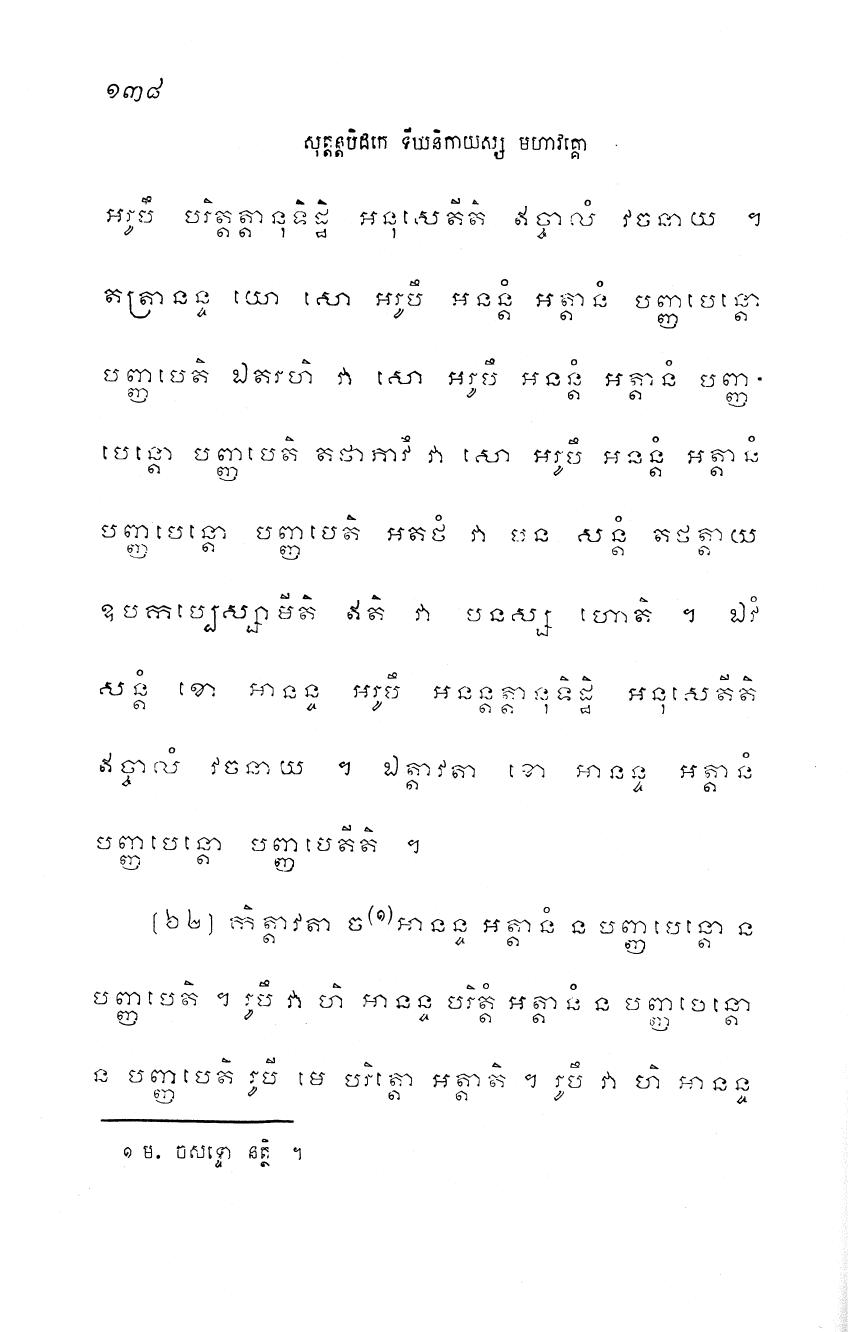 ១៣៨
សុត្តន្តបិដកេ ទីឃនិកាយស្ស មហាវគ្គោ
អរូបឹ បរិត្តត្តានុទិដ្ឋិ អនុសេតីតិ ឥច្ចាលំ វចនាយ ។
តត្រានន្ទ យោ សោ អរូបឹ អនន្តំ អត្តានំ បញ្ញបេន្តោ
បញ្ញបេតិ ឯតរហិ វា សោ អរូបឹ អនន្តំ អត្តានំ បញ្ញ-
បេន្តោ បញ្ញបេតិ តថាភាវឹ វា សោ អរូបឹ អនន្តំ អត្តានំ
បញ្ញបេន្តោ បញ្ញបេតិ អតថំ វា បន សន្តំ តថត្តាយ
ឧបកប្បេស្សាមីតិ ឥតិ វា បនស្ស ហោតិ ។ ឯវំ
សន្តំ ខោ អានន្ទ អរូបឹ អនន្តត្តានុទិដ្ឋិ អនុសេតីតិ
ឥច្ចាលំ វចនាយ ។ ឯត្តាវតា ខោ អានន្ទ អត្តានំ
បញ្ញបេន្តោ បញ្ញបេតីតិ ។
[៦២] កិត្តាវតា ច(១)អានន្ទ អត្តានំ ន បញ្ញបេន្តោ ន
បញ្ញបេតិ ។ រូបឹ វា ហិ អានន្ទ បរិត្តំ អត្តានំ ន បញ្ញបេន្តោ
ន បញ្ញបេតិ រូបី មេ បរិត្តោ អត្តាតិ ។ រូបឹ វា ហិ អានន្ទ
១ ម. ចសទ្ទោ នត្ថិ ។